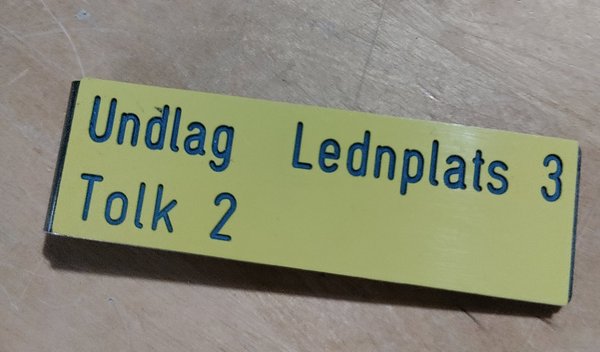 Undlag Lednplats 3
Tolk 2